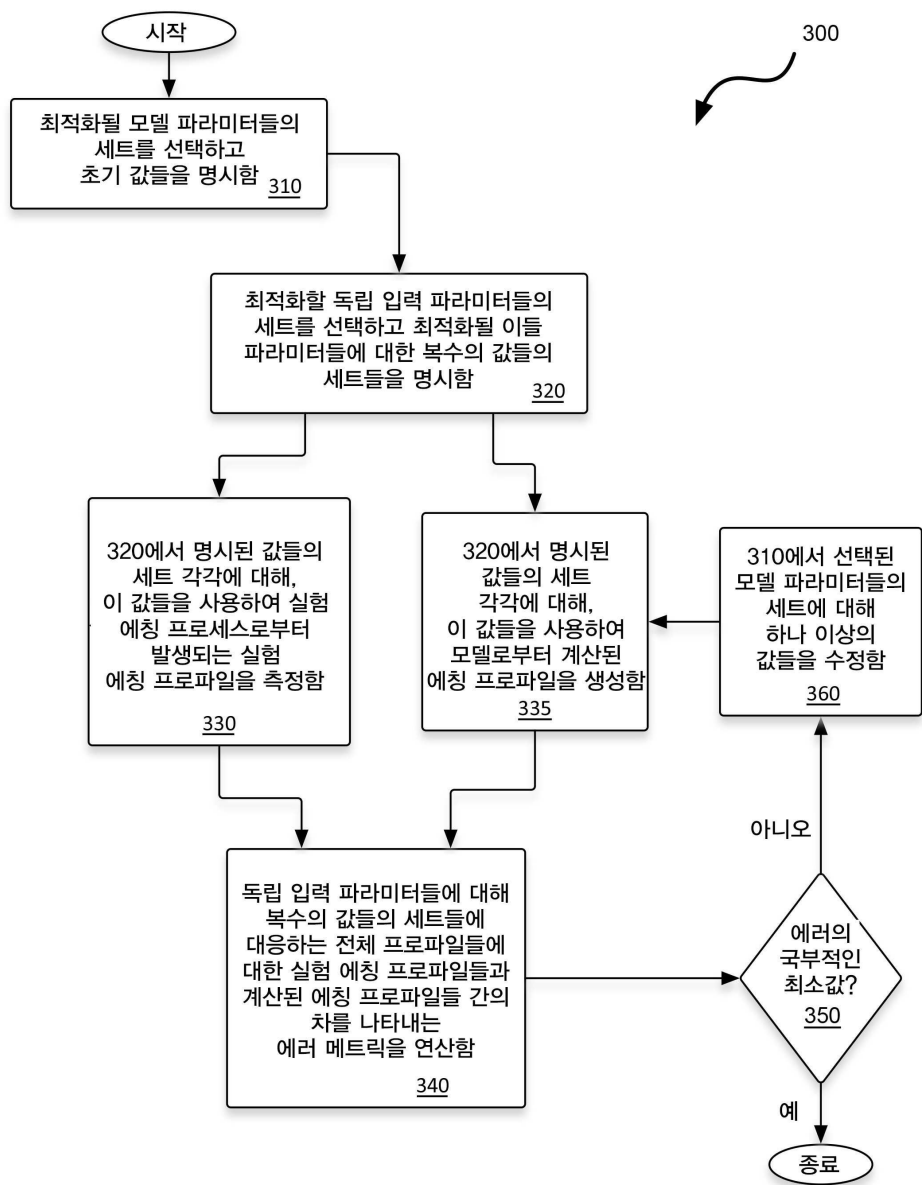 시작
300
최적화될 모델 파라미터들의
세트를 선택하고
초기 값들을 명시함
310
최적화할 독립 입력 파라미터들의
세트를 선택하고 최적화될 이들
파라미터들에 대한 복수의 값들의
세트들을 명시함
320
320에서 명시된 값들의
세트 각각에 대해,
이 값들을 사용하여 실험
에칭 프로세스로부터
발생되는 실험
에칭 프로파일을 측정함
330
320에서 명시된
값들의 세트
각각에 대해,
이 값들을 사용하여
모델로부터 계산된
에칭 프로파일을 생성함
335
310에서 선택된
모델 파라미터들의
세트에 대해
하나 이상의
값들을 수정함
360
아니오
독립 입력 파라미터들에 대해
복수의 값들의 세트들에
대응하는 전체 프로파일들에
대한 실험 에칭 프로파일들과
계산된 에칭 프로파일들 간의
차를 나타내는
에러 메트릭을 연산함
340
에러의
국부적인
최소값?
350
예
종료